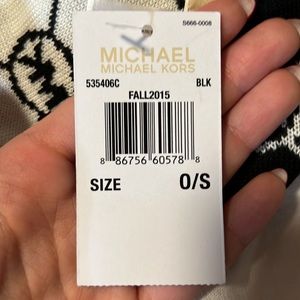 S666-0008
MICHAEL
MICHAEL KORS
535406C BLK
FALL2015
8 86756 60578 8
SIZE O/S